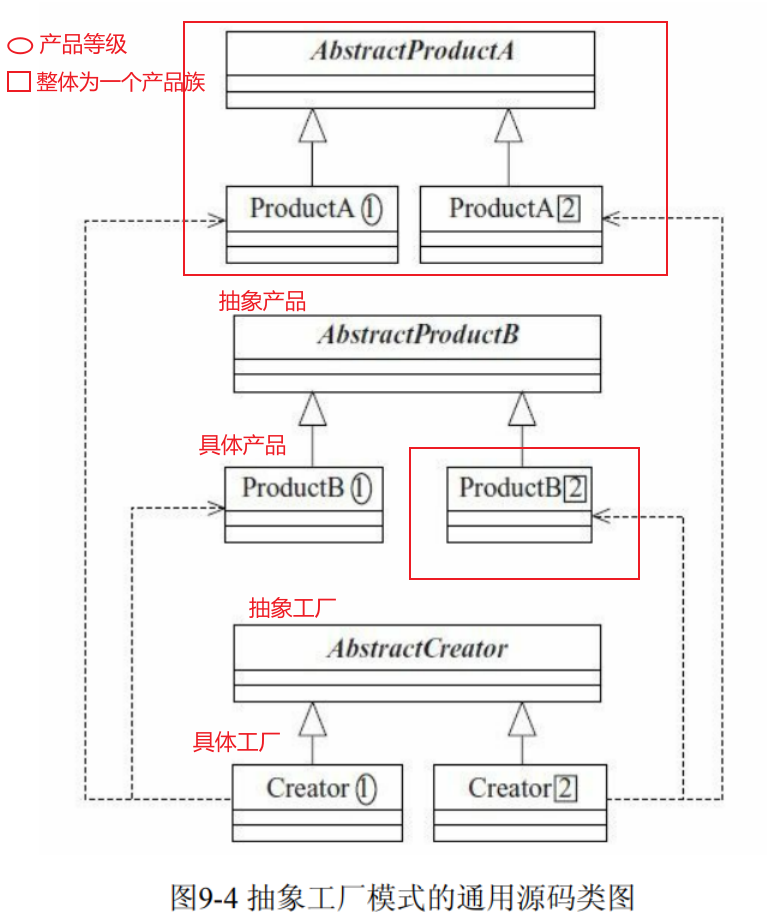 产品等级
整体为一个产品族
AbstractProductA
ProductA 1
ProductA 2
抽象产品
AbstractProductB
具体产品
ProductB 1
ProductB 2
抽象工厂
AbstractCreator
具体工厂
Creator 1
Creator 2
图9-4 抽象工厂模式的通用源码类图